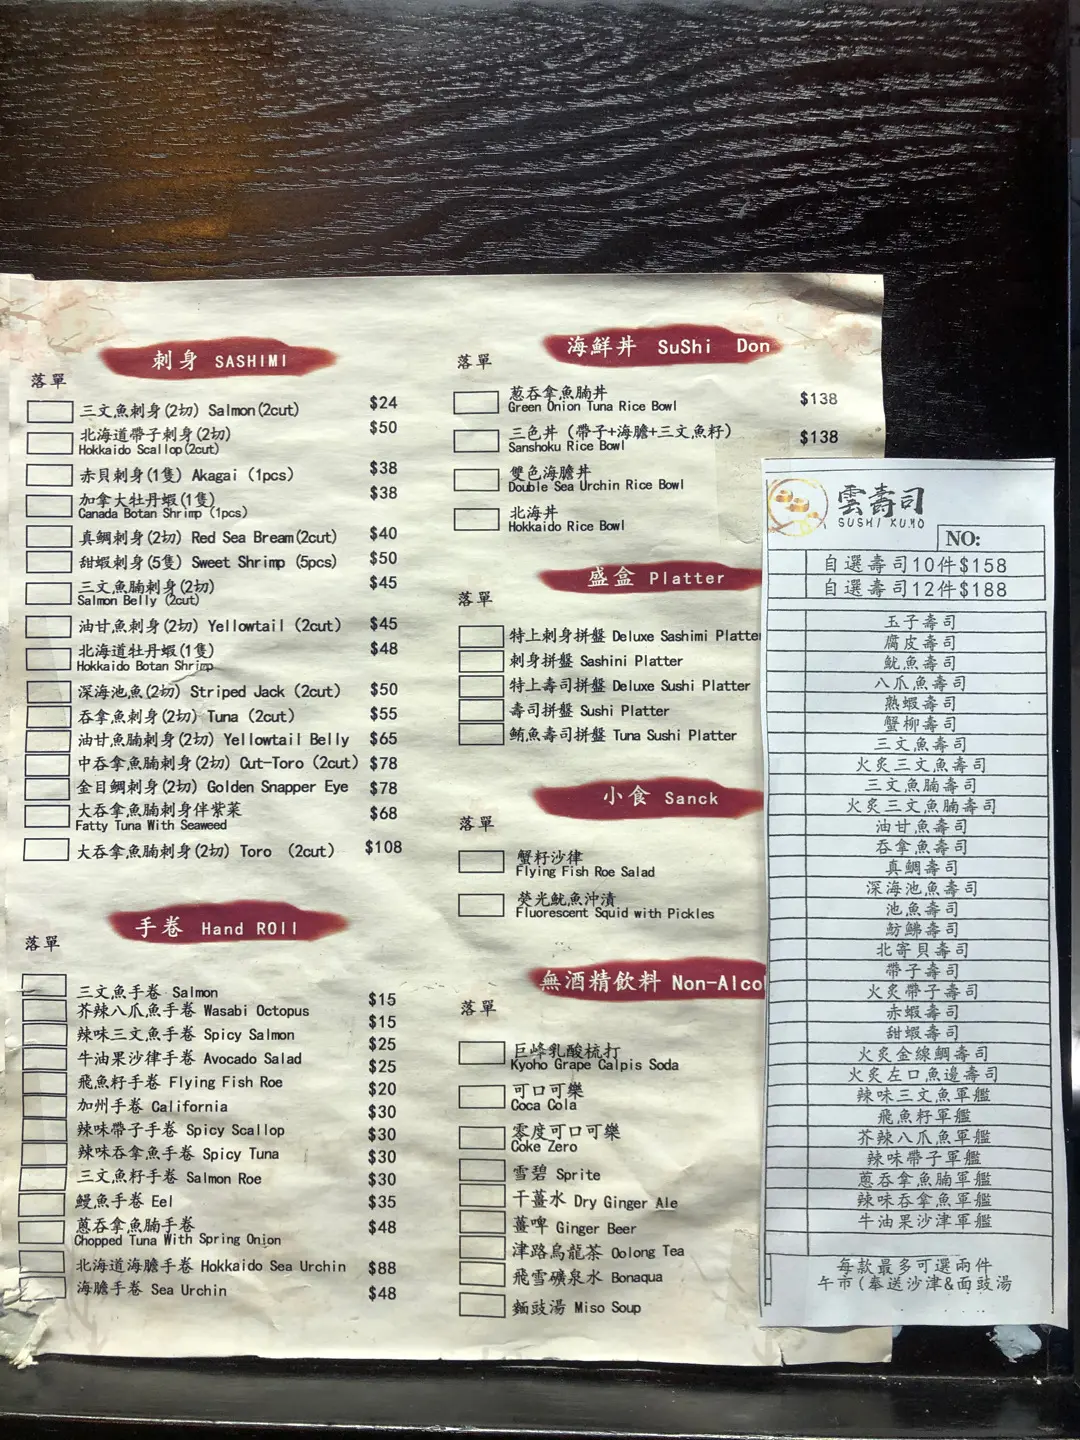 刺身 SASHIMI
落單
三文魚刺身(2切) Salmon(2cut) $24
北海道帶子刺身(2切) $50
Hokkaido Scallop(2cut)
赤貝刺身(1隻) Akagai (1pcs) $38
加拿大牡丹蝦(1隻) $38
Canada Botan Shrimp (1pcs)
真鯛刺身(2切) Red Sea Bream(2cut) $40
甜蝦刺身(5隻) Sweet Shrimp (5pcs) $50
三文魚腩刺身(2切) $45
Salmon Belly (2cut)
油甘魚刺身(2切) Yellowtail (2cut) $45
北海道牡丹蝦(1隻) $48
Hokkaido Botan Shrimp
深海池魚(2切) Striped Jack (2cut) $50
吞拿魚刺身(2切) Tuna (2cut) $55
油甘魚腩刺身(2切) Yellowtail Belly $65
中吞拿魚腩刺身(2切) Cut-Toro (2cut) $78
金目鯛刺身(2切) Golden Snapper Eye $78
大吞拿魚腩刺身伴紫菜 $68
Fatty Tuna With Seaweed
大吞拿魚腩刺身(2切) Toro (2cut) $108
手卷 Hand ROll
落單
三文魚手卷 Salmon $15
芥辣八爪魚手卷 Wasabi Octopus $15
辣味三文魚手卷 Spicy Salmon $25
牛油果沙律手卷 Avocado Salad $25
飛魚籽手卷 Flying Fish Roe $20
加州手卷 California $30
辣味帶子手卷 Spicy Scallop $30
辣味吞拿魚手卷 Spicy Tuna $30
三文魚籽手卷 Salmon Roe $30
鰻魚手卷 Eel $35
蔥吞拿魚腩手卷 $48
Chopped Tuna With Spring Onion
北海道海膽手卷 Hokkaido Sea Urchin $88
海膽手卷 Sea Urchin $48
海鮮丼 SuShi Don
落單
蔥吞拿魚腩丼 $138
Green Onion Tuna Rice Bowl
三色丼 (帶子+海膽+三文魚籽) $138
Sanshoku Rice Bowl
雙色海膽丼
Double Sea Urchin Rice Bowl
北海丼
Hokkaido Rice Bowl
盛盒 Platter
落單
特上刺身拼盤 Deluxe Sashimi Platter
刺身拼盤 Sashini Platter
特上壽司拼盤 Deluxe Sushi Platter
壽司拼盤 Sushi Platter
鮪魚壽司拼盤 Tuna Sushi Platter
小食 Sanck
落單
蟹籽沙律
Flying Fish Roe Salad
熒光魷魚沖漬
Fluorescent Squid with Pickles
無酒精飲料 Non-Alco
落單
巨峰乳酸梳打
Kyoho Grape Calpis Soda
可口可樂
Coca Cola
零度可口可樂
Coke Zero
雪碧 Sprite
干薑水 Dry Ginger Ale
薑啤 Ginger Beer
津路烏龍茶 Oolong Tea
飛雪礦泉水 Bonaqua
麵豉湯 Miso Soup
雲壽司
SUSHI KUMO
NO:
自選壽司10件$158
自選壽司12件$188
玉子壽司
腐皮壽司
魷魚壽司
八爪魚壽司
熟蝦壽司
蟹柳壽司
三文魚壽司
火炙三文魚壽司
三文魚腩壽司
火炙三文魚腩壽司
油甘魚壽司
吞拿魚壽司
真鯛壽司
深海池魚壽司
池魚壽司
魴鮄壽司
北寄貝壽司
帶子壽司
火炙帶子壽司
赤蝦壽司
甜蝦壽司
火炙金線鯛壽司
火炙左口魚邊壽司
辣味三文魚軍艦
飛魚籽軍艦
芥辣八爪魚軍艦
辣味帶子軍艦
蔥吞拿魚腩軍艦
辣味吞拿魚軍艦
牛油果沙津軍艦
每款最多可選兩件
午市(奉送沙津&面豉湯